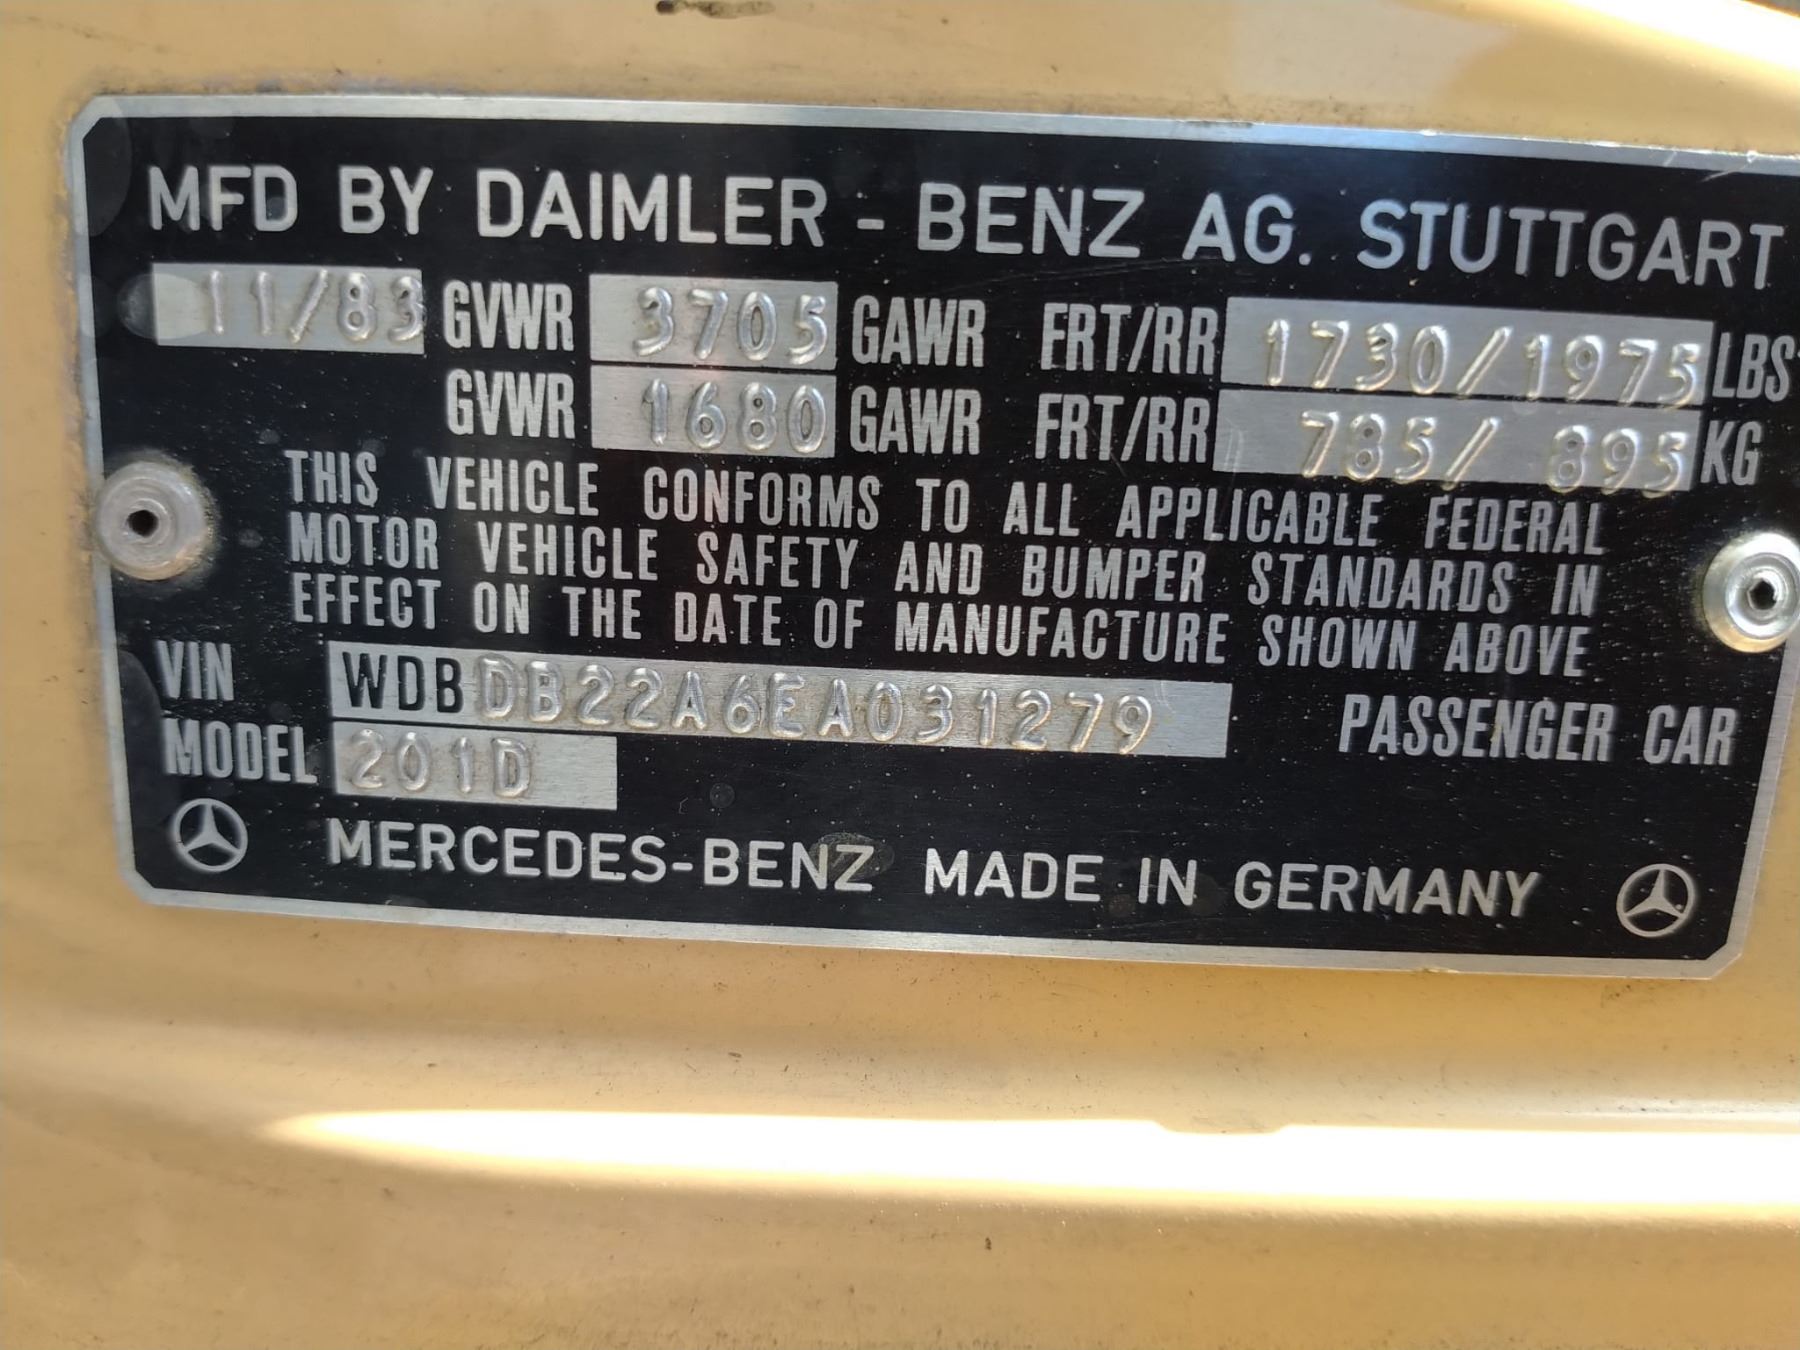 MFD BY DAIMLER - BENZ AG. STUTTGART
11/83 GVWR 3705 GAWR FRT/RR 1730/1975 LBS
GVWR 1680 GAWR FRT/RR 785/ 895 KG
THIS VEHICLE CONFORMS TO ALL APPLICABLE FEDERAL
MOTOR VEHICLE SAFETY AND BUMPER STANDARDS IN
EFFECT ON THE DATE OF MANUFACTURE SHOWN ABOVE
VIN WDBDB22A6EA031279 PASSENGER CAR
MODEL 201D
MERCEDES-BENZ MADE IN GERMANY